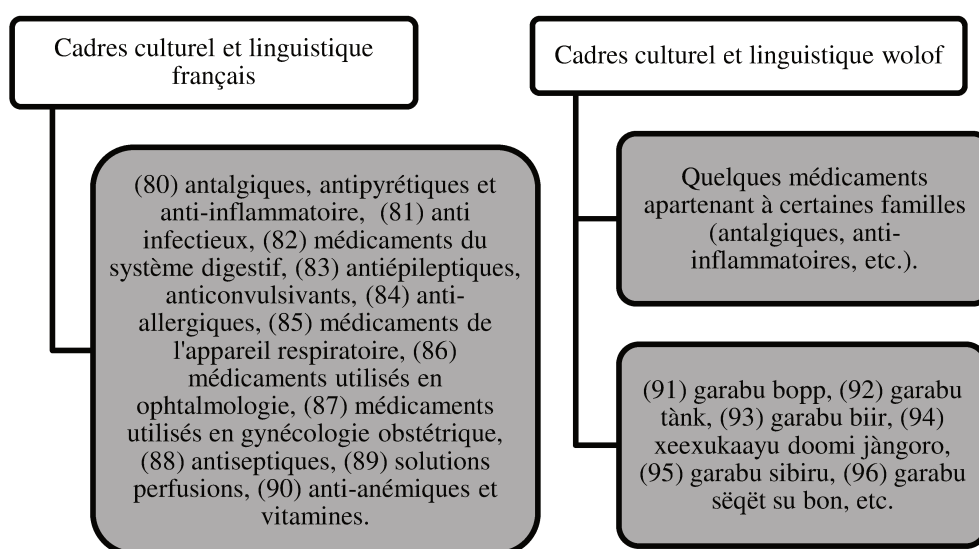 Cadres culturel et linguistique
français
(80) antalgiques, antipyrétiques et
anti-inflammatoire, (81) anti
infectieux, (82) médicaments du
système digestif, (83) antiépileptiques,
anticonvulsivants, (84) anti-
allergiques, (85) médicaments de
l'appareil respiratoire, (86)
médicaments utilisés en
ophtalmologie, (87) médicaments
utilisés en gynécologie obstétrique,
(88) antiseptiques, (89) solutions
perfusions, (90) anti-anémiques et
vitamines.
Cadres culturel et linguistique wolof
Quelques médicaments
apartenant à certaines familles
(antalgiques, anti-
inflammatoires, etc.).
(91) garabu bopp, (92) garabu
tànk, (93) garabu biir, (94)
xeexukaayu doomi jàngoro,
(95) garabu sibiru, (96) garabu
sëqët su bon, etc.